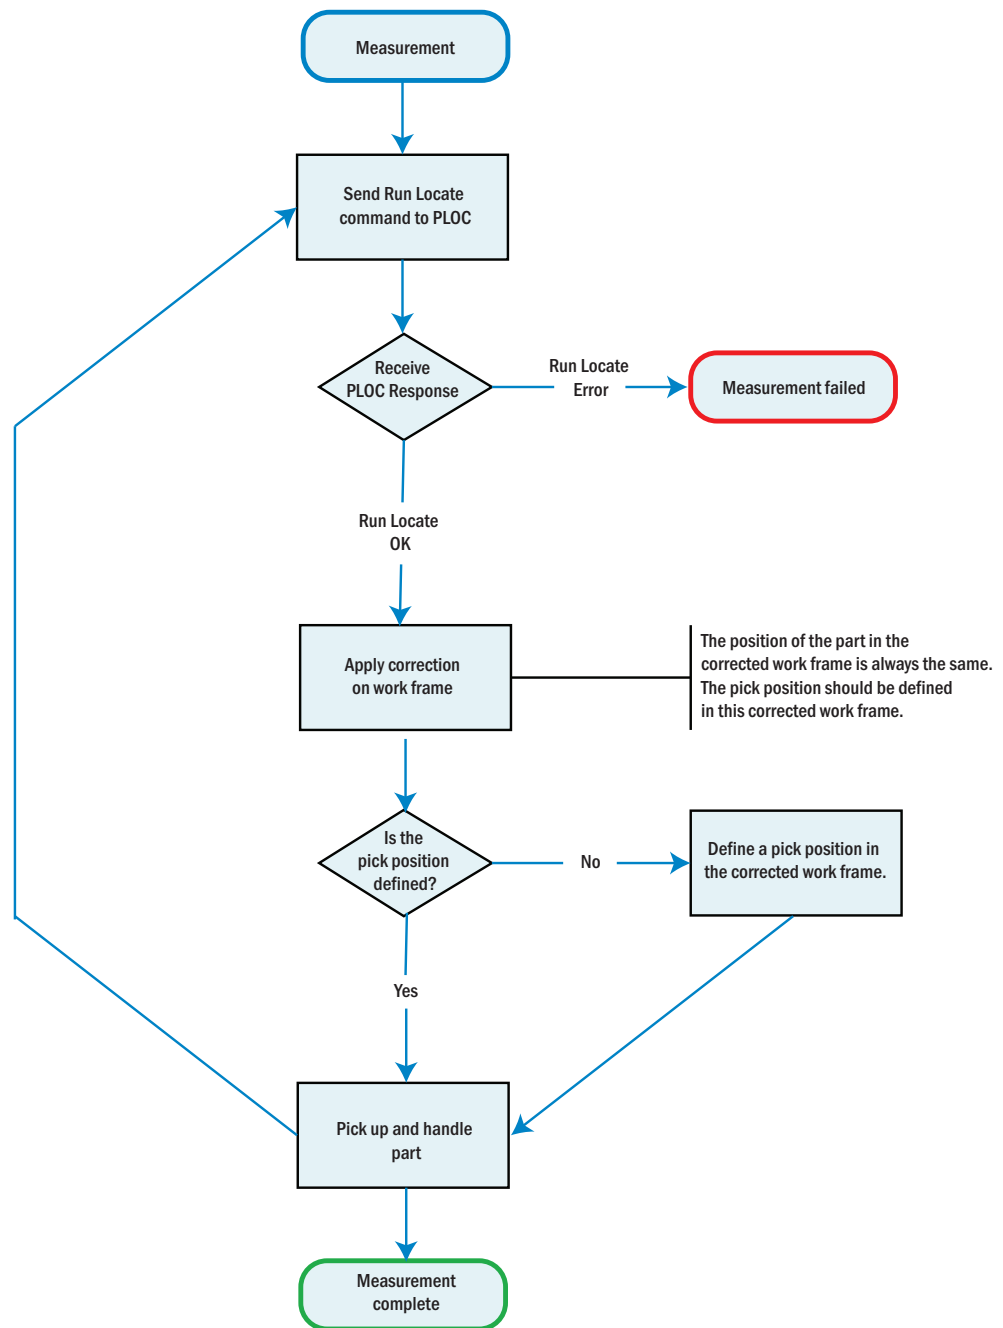 Measurement
Send Run Locate
command to PLOC
Receive
PLOC Response
Run Locate
Error
Measurement failed
Run Locate
OK
Apply correction
on work frame
The position of the part in the
corrected work frame is always the same.
The pick position should be defined
in this corrected work frame.
Is the
pick position
defined?
No
Define a pick position in
the corrected work frame.
Yes
Pick up and handle
part
Measurement
complete